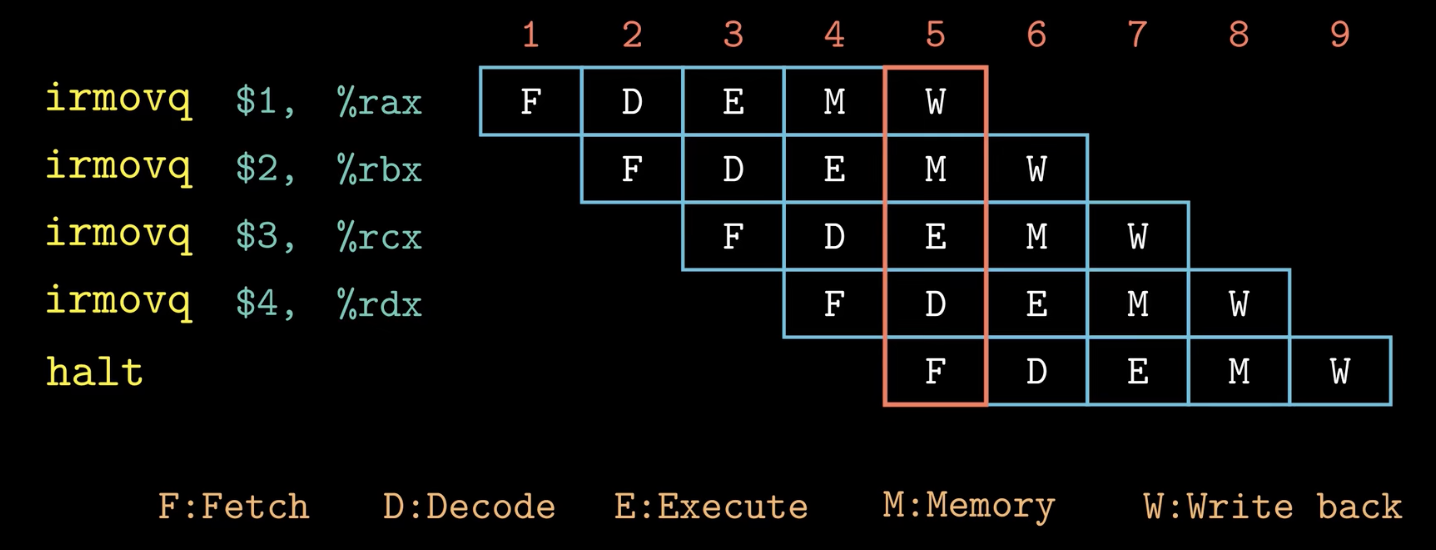 1 2 3 4 5 6 7 8 9
irmovq $1, %rax F D E M W
irmovq $2, %rbx F D E M W
irmovq $3, %rcx F D E M W
irmovq $4, %rdx F D E M W
halt F D E M W
F:Fetch D:Decode E:Execute M:Memory W:Write back